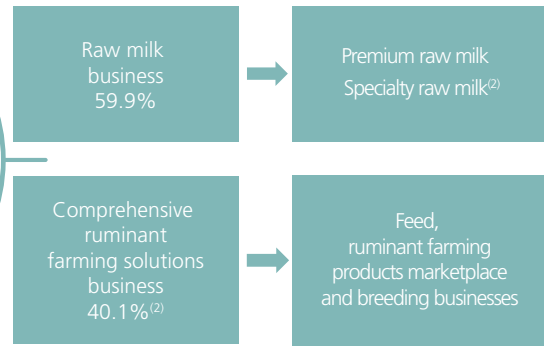 Raw milk
business
59.9%
Premium raw milk
Specialty raw milk(2)
Comprehensive
ruminant
farming solutions
business
40.1%(2)
Feed,
ruminant farming
products marketplace
and breeding businesses